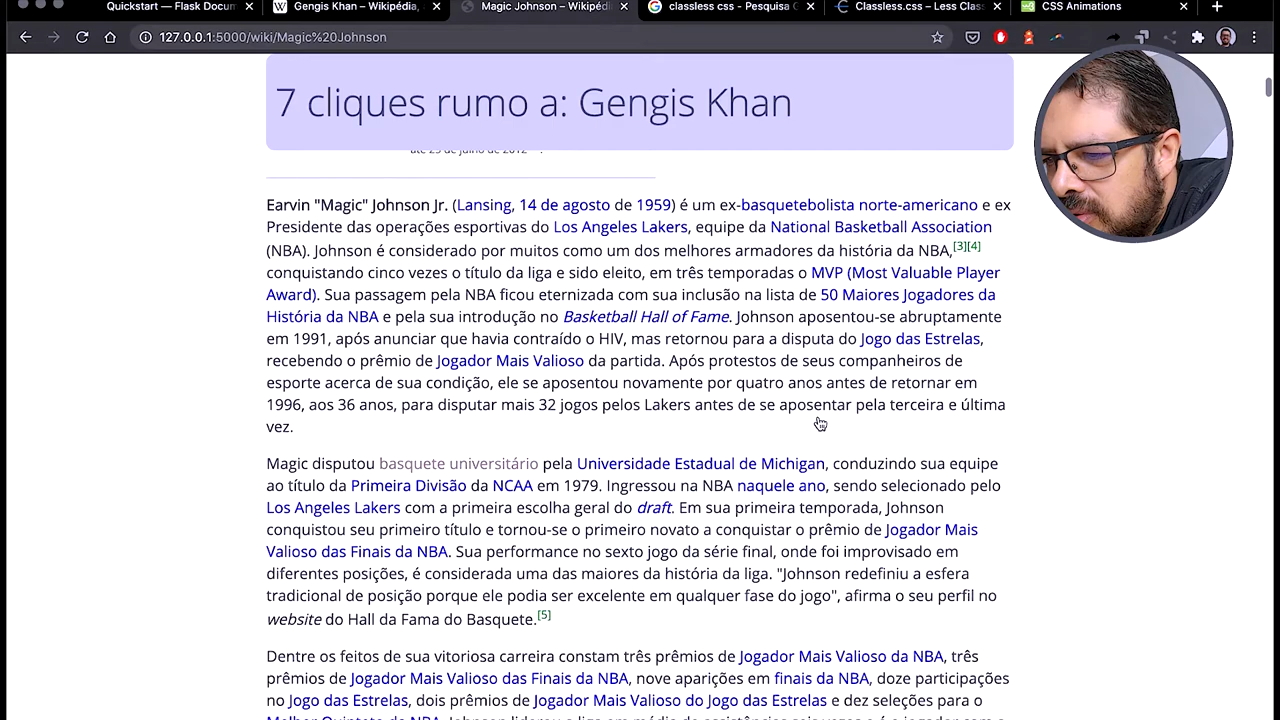 Quickstart — Flask Docum
Gengis Khan – Wikipédia, a
Magic Johnson – Wikipédi
classless css - Pesquisa G
Classless.css – Less Class
CSS Animations
127.0.0.1:5000/wiki/Magic%20Johnson
7 cliques rumo a: Gengis Khan
até 25 de julho de 2012
Earvin "Magic" Johnson Jr. (Lansing, 14 de agosto de 1959) é um ex-basquetebolista norte-americano e ex
Presidente das operações esportivas do Los Angeles Lakers, equipe da National Basketball Association
(NBA). Johnson é considerado por muitos como um dos melhores armadores da história da NBA,[3][4]
conquistando cinco vezes o título da liga e sido eleito, em três temporadas o MVP (Most Valuable Player
Award). Sua passagem pela NBA ficou eternizada com sua inclusão na lista de 50 Maiores Jogadores da
História da NBA e pela sua introdução no Basketball Hall of Fame. Johnson aposentou-se abruptamente
em 1991, após anunciar que havia contraído o HIV, mas retornou para a disputa do Jogo das Estrelas,
recebendo o prêmio de Jogador Mais Valioso da partida. Após protestos de seus companheiros de
esporte acerca de sua condição, ele se aposentou novamente por quatro anos antes de retornar em
1996, aos 36 anos, para disputar mais 32 jogos pelos Lakers antes de se aposentar pela terceira e última
vez.
Magic disputou basquete universitário pela Universidade Estadual de Michigan, conduzindo sua equipe
ao título da Primeira Divisão da NCAA em 1979. Ingressou na NBA naquele ano, sendo selecionado pelo
Los Angeles Lakers com a primeira escolha geral do draft. Em sua primeira temporada, Johnson
conquistou seu primeiro título e tornou-se o primeiro novato a conquistar o prêmio de Jogador Mais
Valioso das Finais da NBA. Sua performance no sexto jogo da série final, onde foi improvisado em
diferentes posições, é considerada uma das maiores da história da liga. "Johnson redefiniu a esfera
tradicional de posição porque ele podia ser excelente em qualquer fase do jogo", afirma o seu perfil no
website do Hall da Fama do Basquete.[5]
Dentre os feitos de sua vitoriosa carreira constam três prêmios de Jogador Mais Valioso da NBA, três
prêmios de Jogador Mais Valioso das Finais da NBA, nove aparições em finais da NBA, doze participações
no Jogo das Estrelas, dois prêmios de Jogador Mais Valioso do Jogo das Estrelas e dez seleções para o